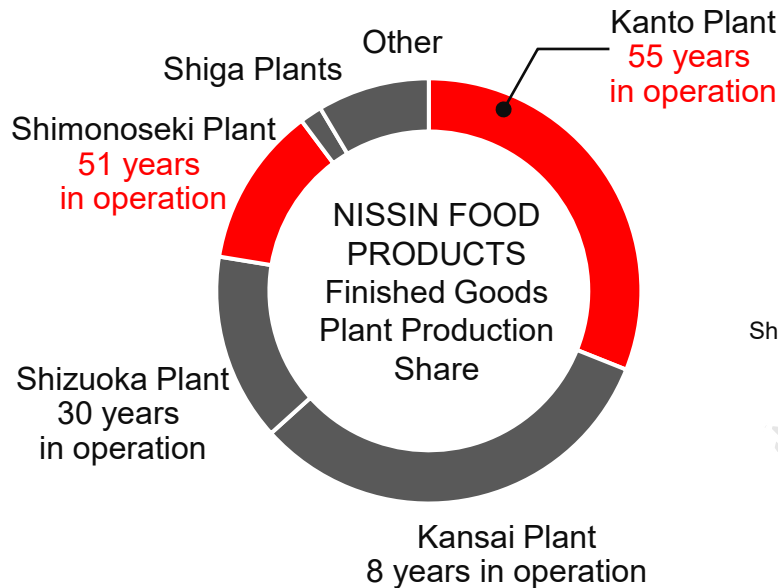 Other
Kanto Plant
55 years
in operation
Shiga Plants
Shimonoseki Plant
51 years
in operation
NISSIN FOOD
PRODUCTS
Finished Goods
Plant Production
Share
Sh
Shizuoka Plant
30 years
in operation
Kansai Plant
8 years in operation